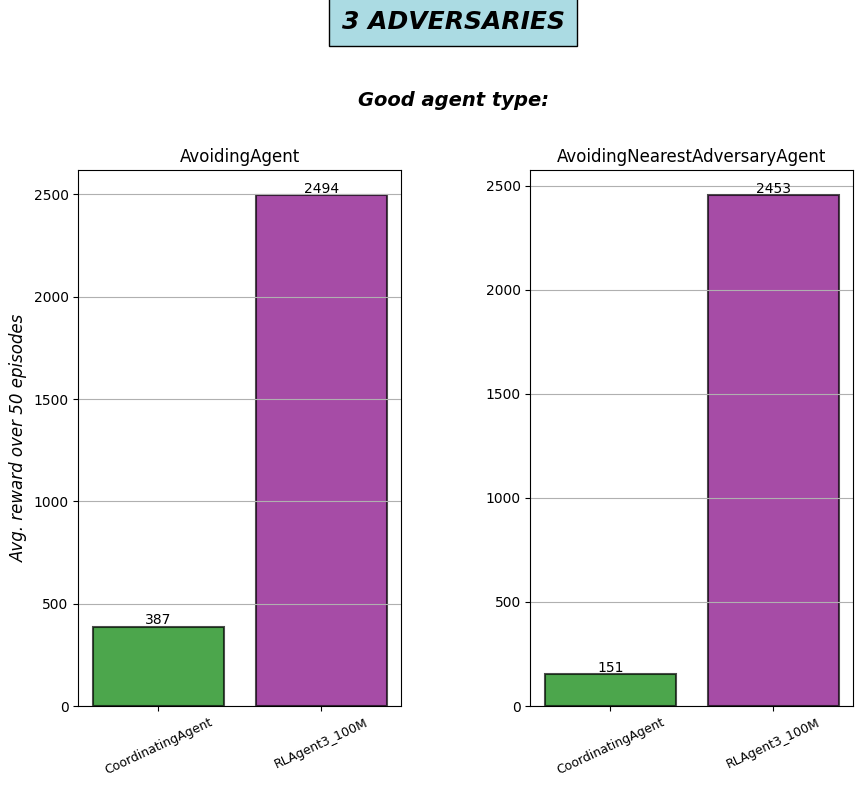 3 ADVERSARIES
Good agent type:
AvoidingAgent
Avg. reward over 50 episodes
2500
2000
1500
1000
500
0
2494
387
CoordinatingAgent
RLAgent3_100M
AvoidingNearestAdversaryAgent
2500
2000
1500
1000
500
0
2453
151
CoordinatingAgent
RLAgent3_100M